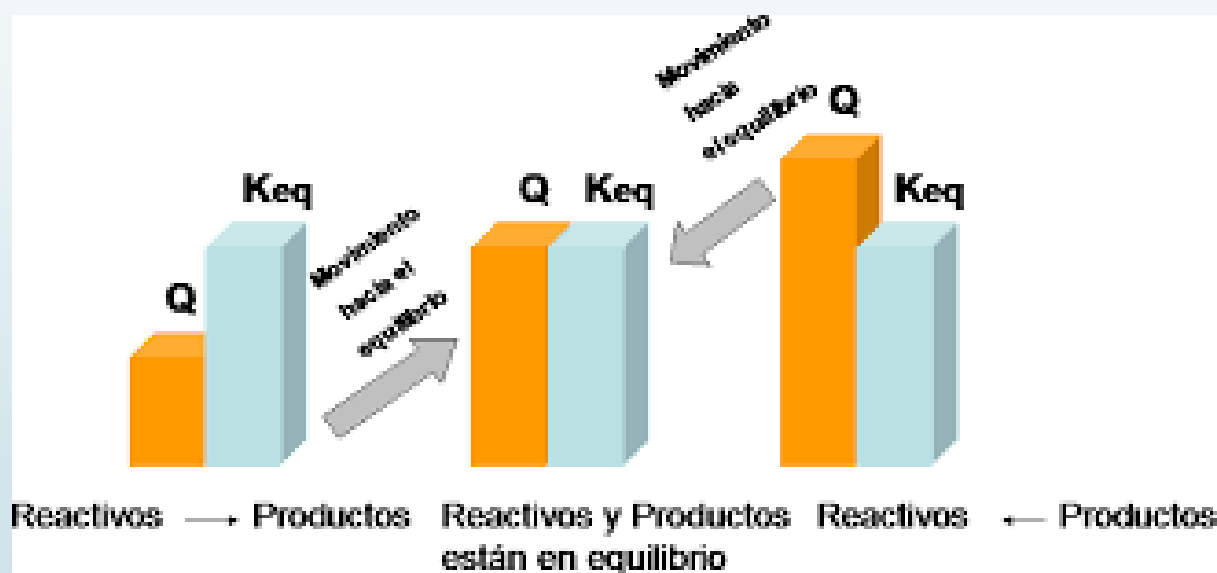 Keq
Q
Movimiento
hacia el
equilibrio
Q Keq
Movimiento
hacia
el equilibrio
Q
Keq
Reactivos → Productos
Reactivos y Productos
están en equilibrio
Reactivos ← Productos